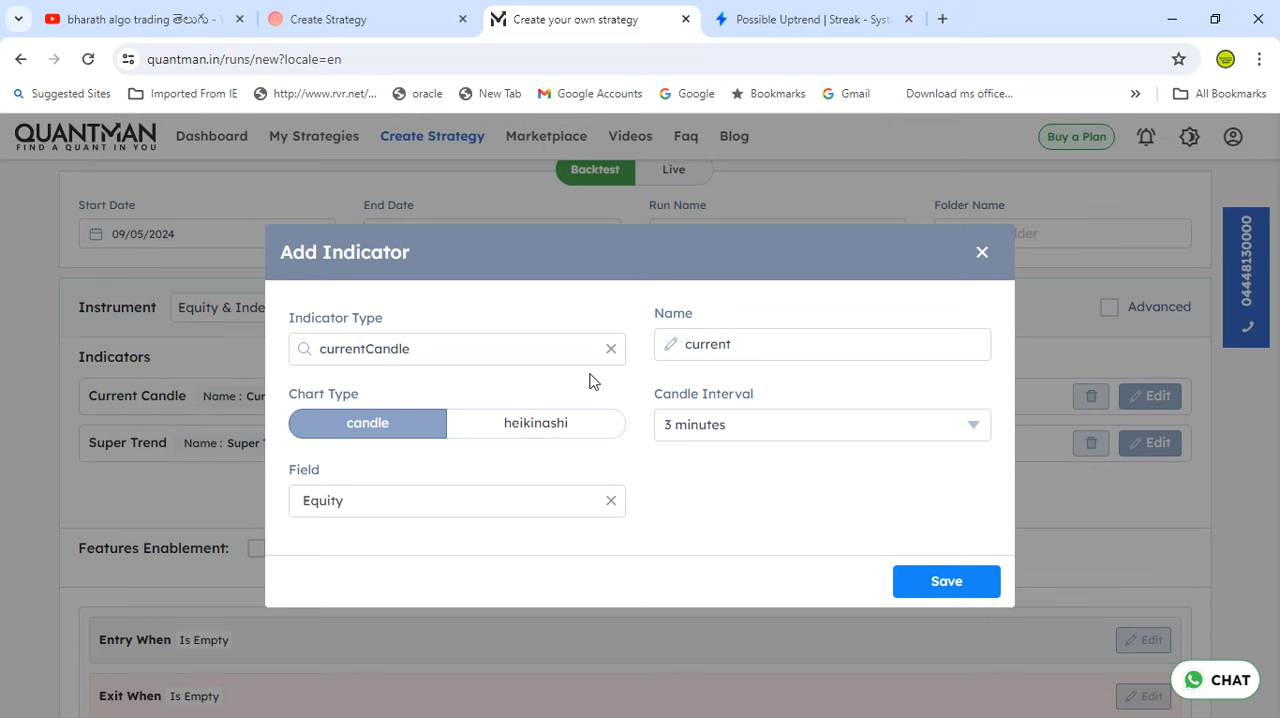 bharath algo trading తెలుగు -
Create Strategy
Create your own strategy
Possible Uptrend | Streak - Syst
quantman.in/runs/new?locale=en
Suggested Sites
Imported From IE
http://www.rvr.net/...
oracle
New Tab
Google Accounts
Google
Bookmarks
Gmail
Download ms office...
All Bookmarks
QUANTMAN
FIND A QUANT IN YOU
Dashboard
My Strategies
Create Strategy
Marketplace
Videos
Faq
Blog
Buy a Plan
Backtest
Live
Start Date
End Date
Run Name
Folder Name
09/05/2024
lder
04448130000
Add Indicator
Instrument
Equity & Inde
Advanced
Indicator Type
Name
currentCandle
current
Indicators
Chart Type
Candle Interval
Current Candle
Name : Cur
Edit
candle
heikinashi
3 minutes
Super Trend
Name : Super T
Edit
Field
Equity
Features Enablement:
Save
Entry When
Is Empty
Edit
CHAT
Exit When
Is Empty
Edit